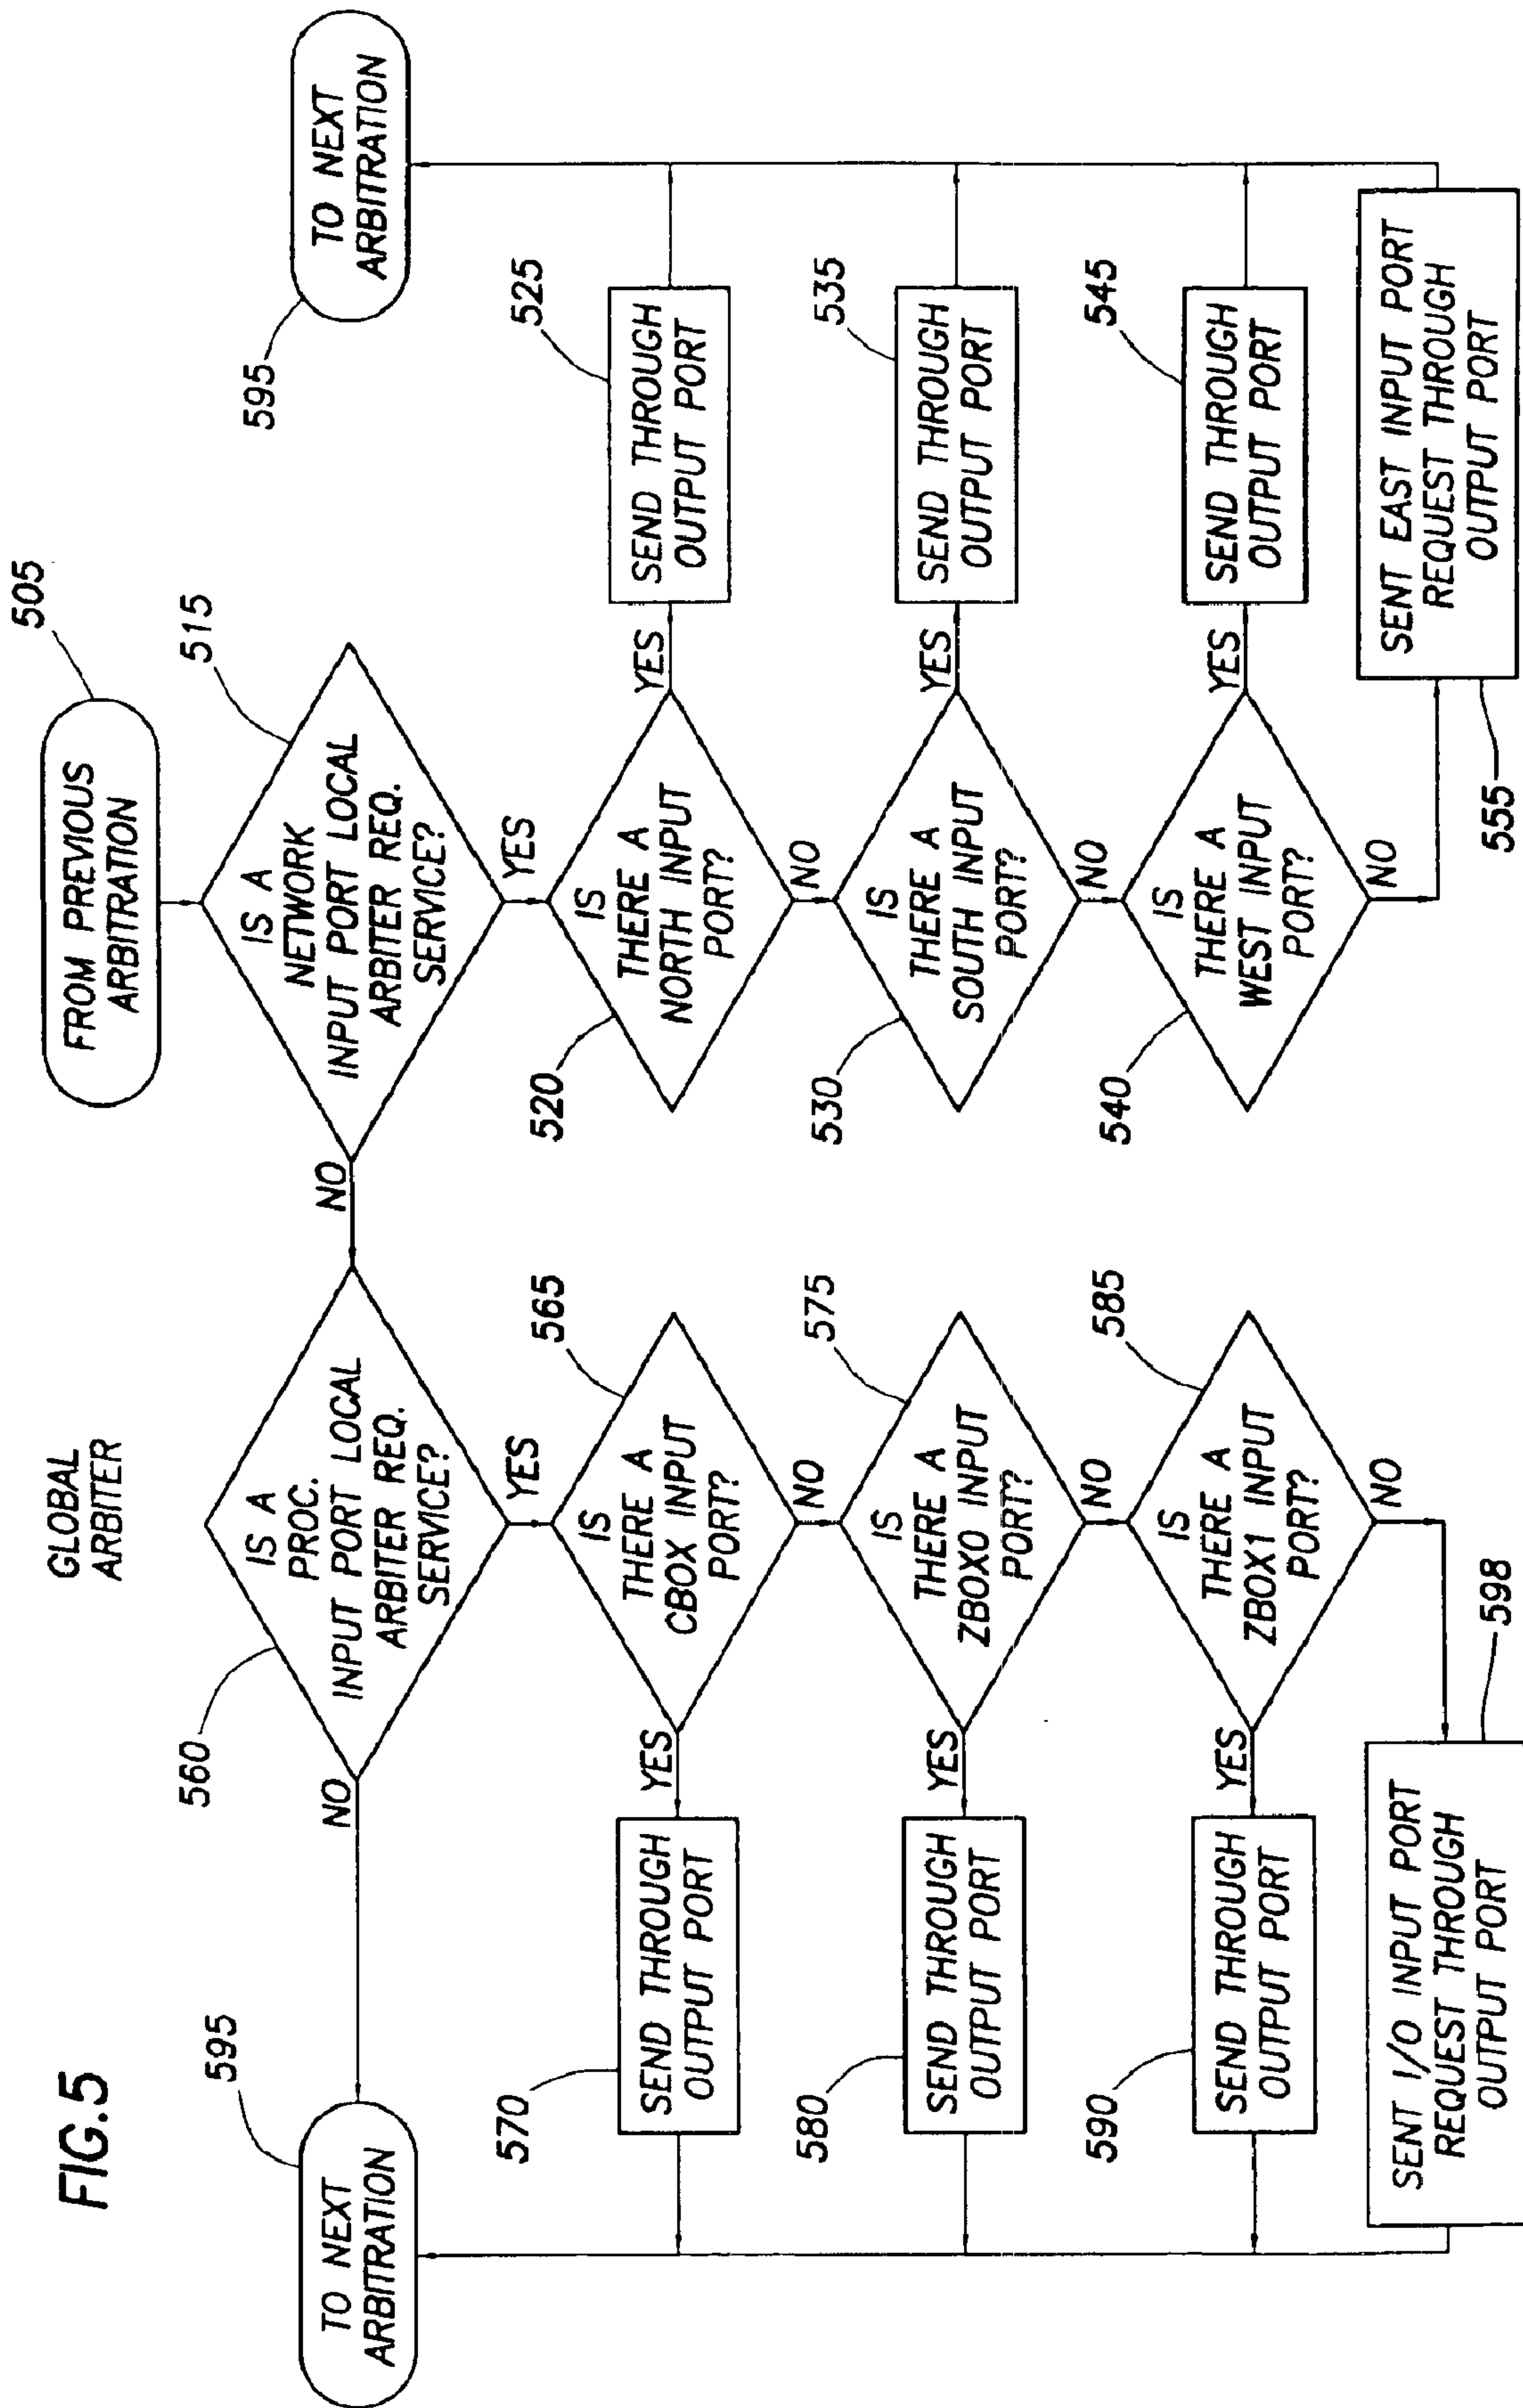 FIG.5
GLOBAL
ARBITER
FROM PREVIOUS
ARBITRATION
505
IS A
NETWORK
INPUT PORT LOCAL
ARBITER REQ.
SERVICE?
515
NO
YES
IS A
PROC.
INPUT PORT LOCAL
ARBITER REQ.
SERVICE?
560
NO
YES
TO NEXT
ARBITRATION
595
TO NEXT
ARBITRATION
595
IS
THERE A
CBOX INPUT
PORT?
565
YES
NO
SEND THROUGH
OUTPUT PORT
570
IS
THERE A
NORTH INPUT
PORT?
520
YES
NO
SEND THROUGH
OUTPUT PORT
525
IS
THERE A
ZBOX0 INPUT
PORT?
575
YES
NO
SEND THROUGH
OUTPUT PORT
580
IS
THERE A
SOUTH INPUT
PORT?
530
YES
NO
SEND THROUGH
OUTPUT PORT
535
IS
THERE A
ZBOX1 INPUT
PORT?
585
YES
NO
SEND THROUGH
OUTPUT PORT
590
IS
THERE A
WEST INPUT
PORT?
540
YES
NO
SEND THROUGH
OUTPUT PORT
545
SENT I/O INPUT PORT
REQUEST THROUGH
OUTPUT PORT
598
SENT EAST INPUT PORT
REQUEST THROUGH
OUTPUT PORT
555